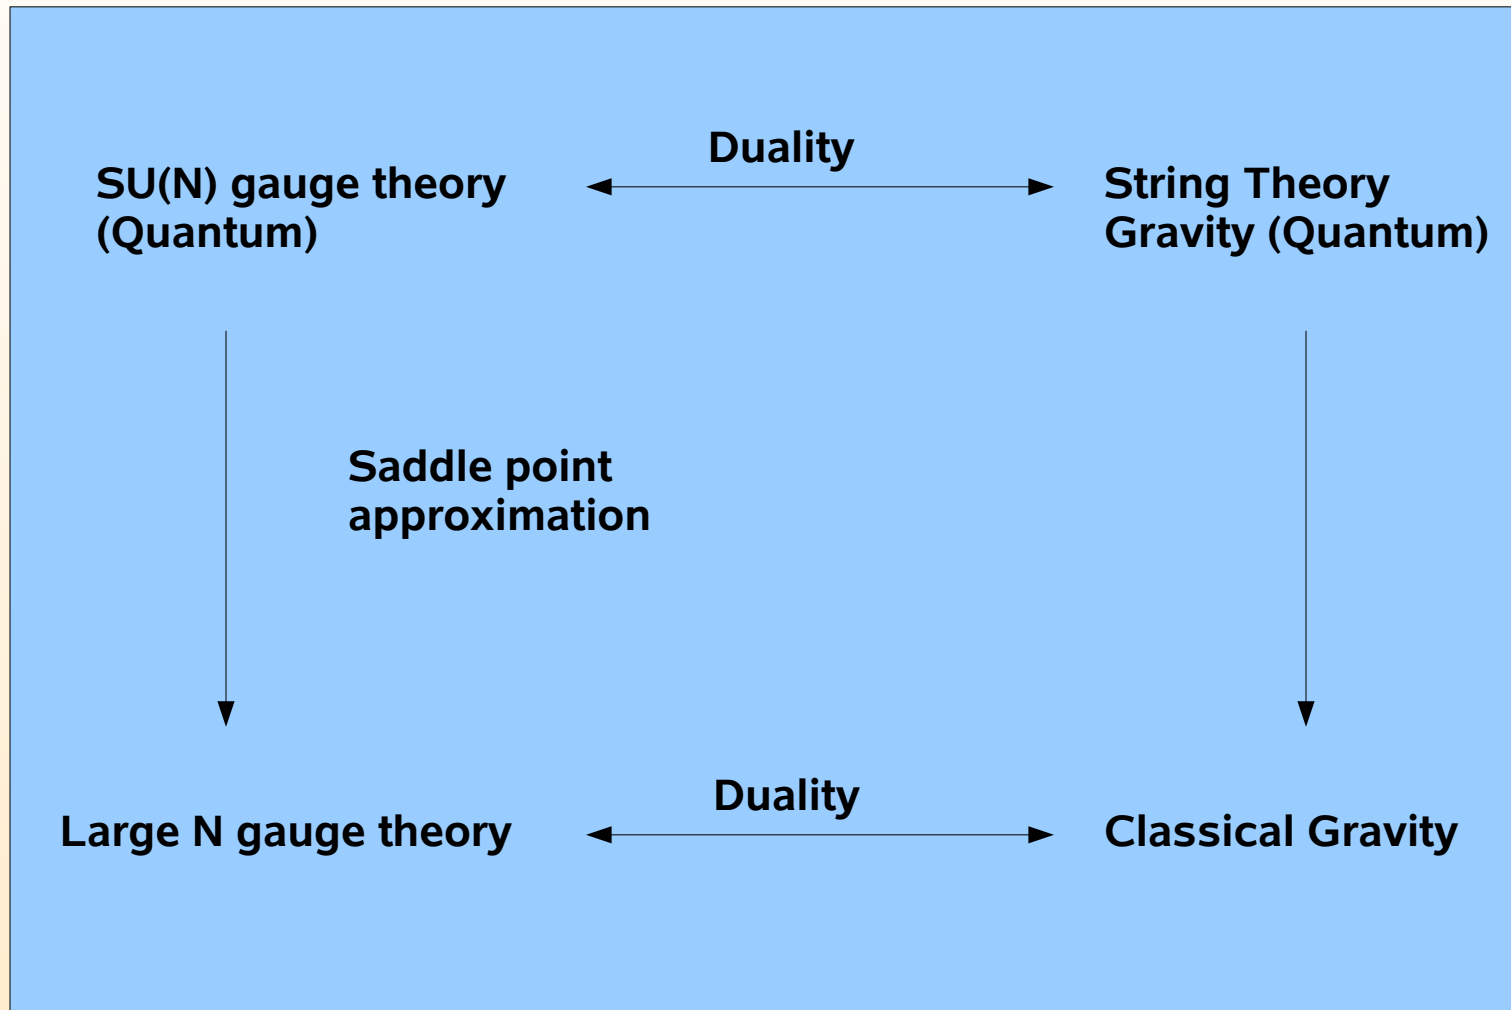 Duality
SU(N) gauge theory
(Quantum)
String Theory
Gravity (Quantum)
Saddle point
approximation
Duality
Large N gauge theory
Classical Gravity